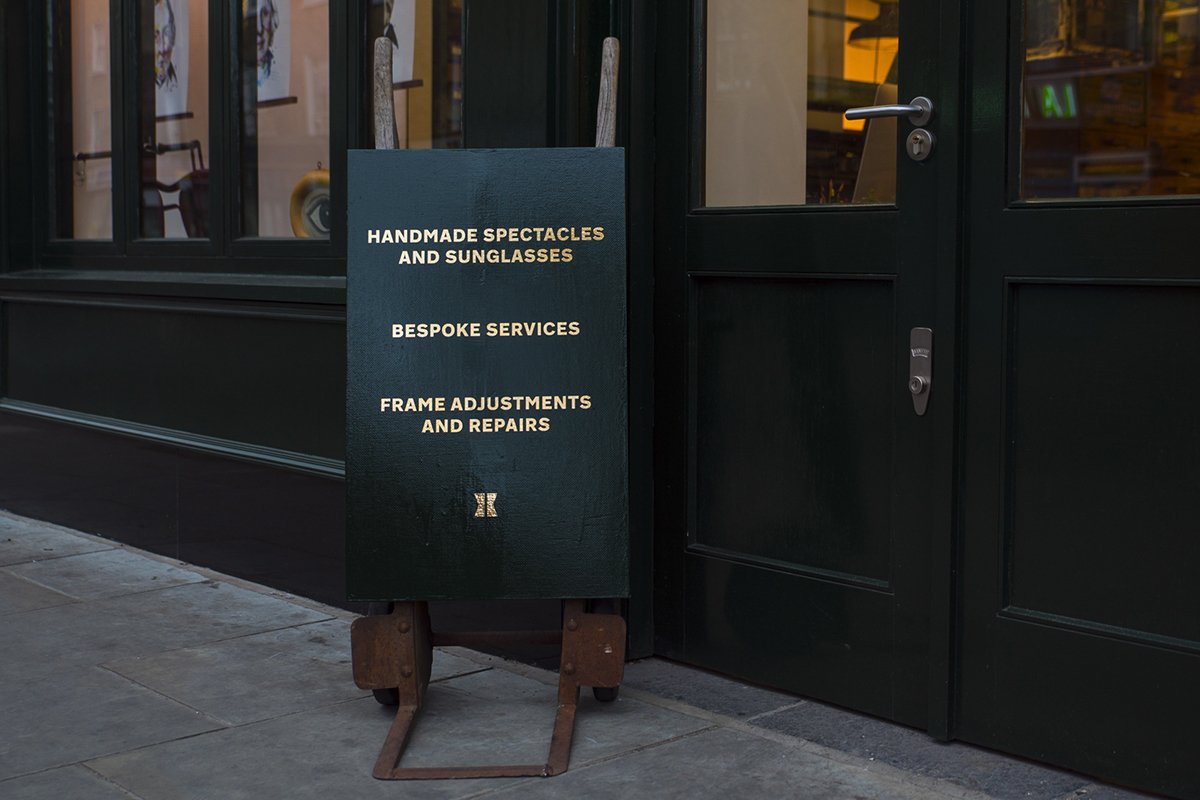 HANDMADE SPECTACLES
AND SUNGLASSES
BESPOKE SERVICES
FRAME ADJUSTMENTS
AND REPAIRS